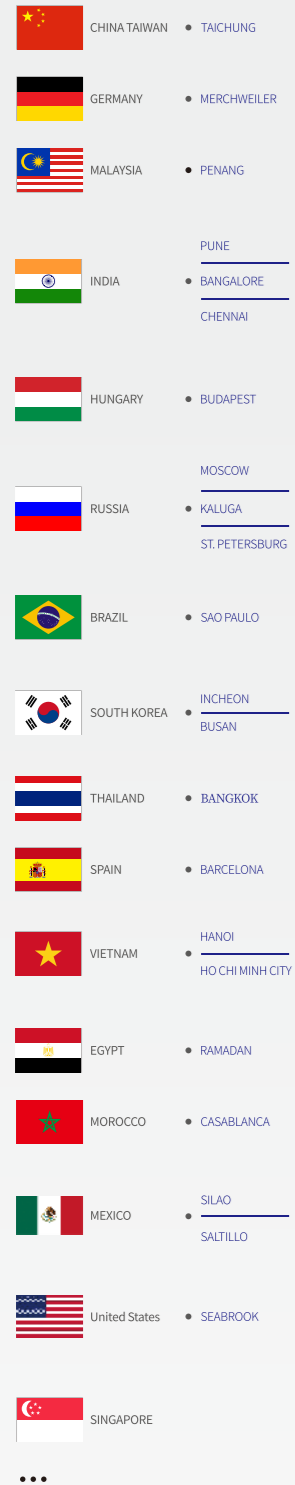 CHINA TAIWAN • TAICHUNG
GERMANY • MERCHWEILER
MALAYSIA • PENANG
PUNE
INDIA • BANGALORE
CHENNAI
HUNGARY • BUDAPEST
MOSCOW
RUSSIA • KALUGA
ST. PETERSBURG
BRAZIL • SAO PAULO
INCHEON
SOUTH KOREA •
BUSAN
THAILAND • BANGKOK
SPAIN • BARCELONA
HANOI
VIETNAM •
HO CHI MINH CITY
EGYPT • RAMADAN
MOROCCO • CASABLANCA
SILAO
MEXICO •
SALTILLO
United States • SEABROOK
SINGAPORE
•••